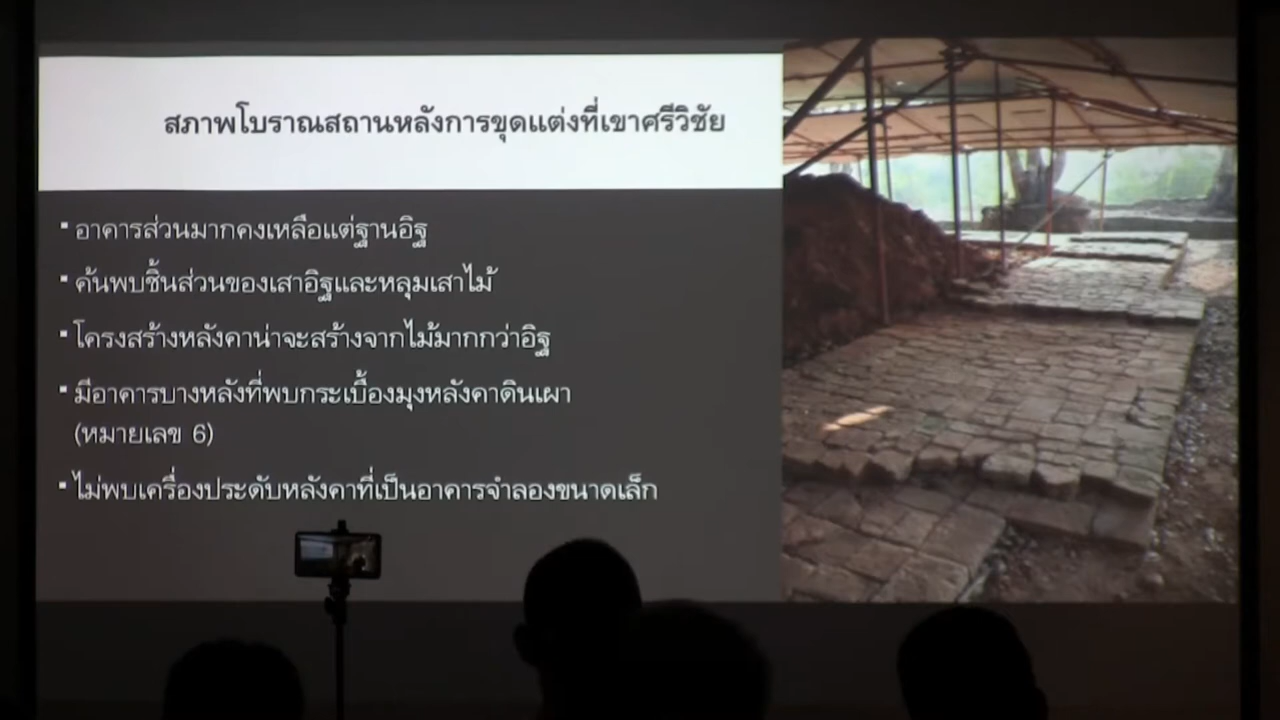 สภาพโบราณสถานหลังการขุดแต่งที่เขาศรีวิชัย
▪ อาคารส่วนมากคงเหลือแต่ฐานอิฐ
▪ ค้นพบชิ้นส่วนของเสาอิฐและหลุมเสาไม้
▪ โครงสร้างหลังคาน่าจะสร้างจากไม้มากกว่าอิฐ
▪ มีอาคารบางหลังที่พบกระเบื้องมุงหลังคาดินเผา
(หมายเลข 6)
▪ ไม่พบเครื่องประดับหลังคาที่เป็นอาคารจำลองขนาดเล็ก